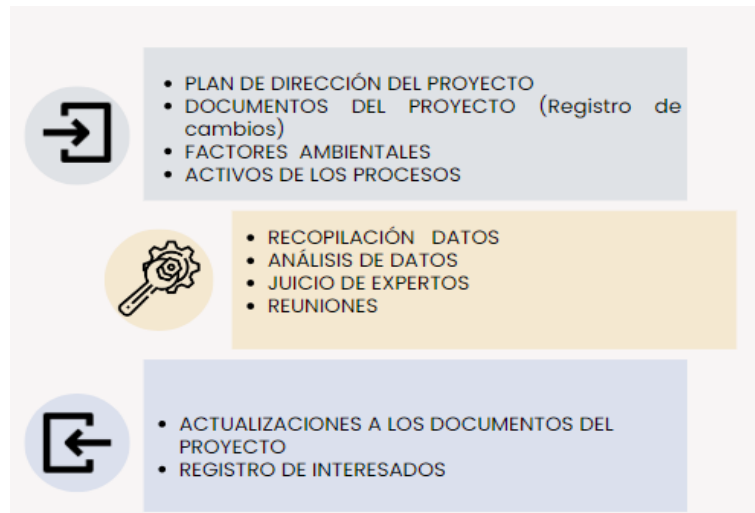 • PLAN DE DIRECCIÓN DEL PROYECTO
• DOCUMENTOS DEL PROYECTO (Registro de
cambios)
• FACTORES AMBIENTALES
• ACTIVOS DE LOS PROCESOS
• RECOPILACIÓN DATOS
• ANÁLISIS DE DATOS
• JUICIO DE EXPERTOS
• REUNIONES
• ACTUALIZACIONES A LOS DOCUMENTOS DEL
PROYECTO
• REGISTRO DE INTERESADOS